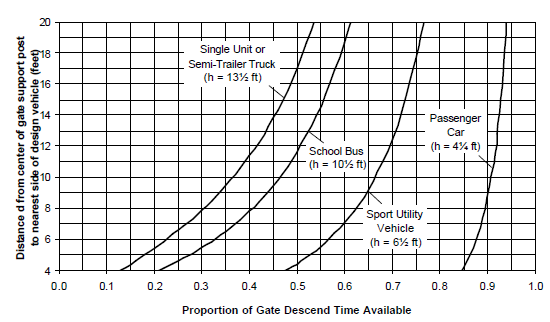 Distance d from center of gate support post
to nearest side of design vehicle (feet)
20
18
16
14
12
10
8
6
4
Single Unit or
Semi-Trailer Truck
(h = 13½ ft)
School Bus
(h = 10½ ft)
Sport Utility
Vehicle
(h = 6½ ft)
Passenger
Car
(h = 4¼ ft)
0.0 0.1 0.2 0.3 0.4 0.5 0.6 0.7 0.8 0.9 1.0
Proportion of Gate Descend Time Available